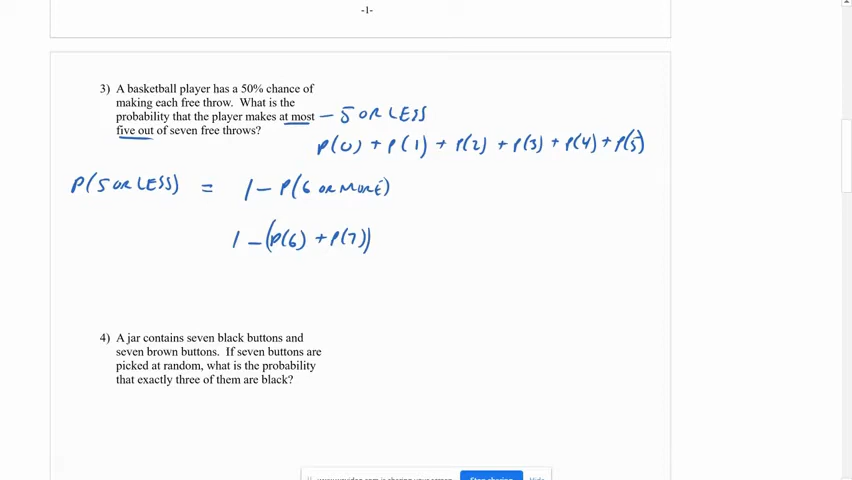 -1-
3) A basketball player has a 50% chance of
making each free throw. What is the
probability that the player makes at most
five out of seven free throws?
– 5 OR LESS
P(0) + P(1) + P(2) + P(3) + P(4) + P(5)
P(5 OR LESS) = 1 – P(6 OR MORE)
1 – (P(6) + P(7))
4) A jar contains seven black buttons and
seven brown buttons. If seven buttons are
picked at random, what is the probability
that exactly three of them are black?
is sharing your screen.
Stop sharing
Hide